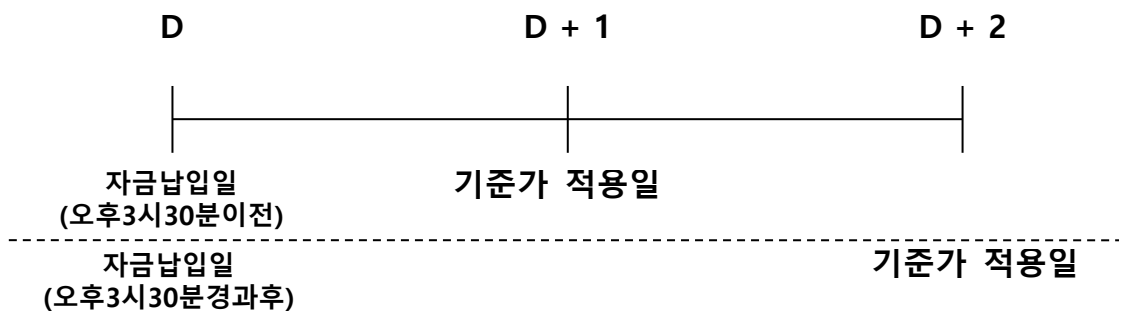 D D + 1 D + 2
자금납입일 기준가 적용일
(오후3시30분이전)
자금납입일 기준가 적용일
(오후3시30분경과후)